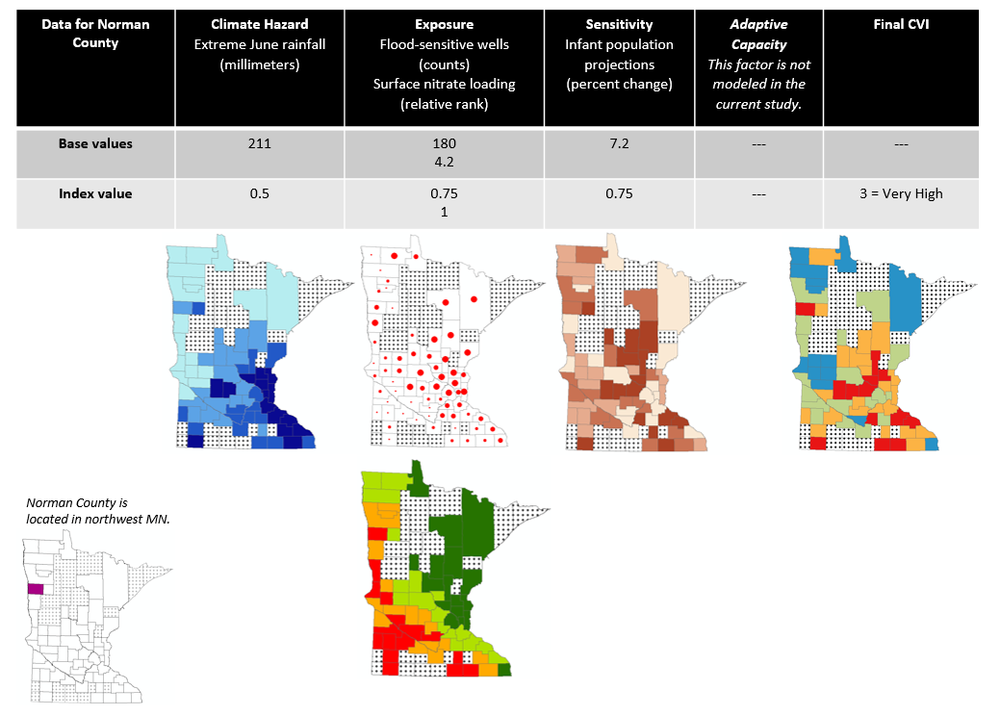 Data for Norman
County
Climate Hazard
Extreme June rainfall
(millimeters)
Exposure
Flood-sensitive wells
(counts)
Surface nitrate loading
(relative rank)
Sensitivity
Infant population
projections
(percent change)
Adaptive
Capacity
This factor is not
modeled in the
current study.
Final CVI
Base values
211
180
4.2
7.2
---
---
Index value
0.5
0.75
1
0.75
---
3 = Very High
Norman County is
located in northwest MN.